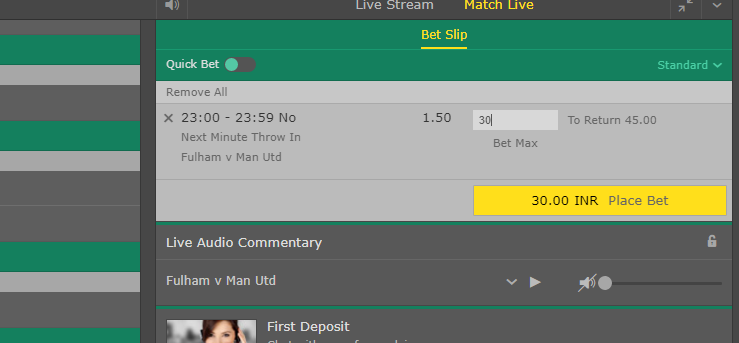 Live Stream Match Live
Bet Slip
Quick Bet Standard
Remove All
23:00 - 23:59 No 1.50 30 To Return 45.00
Next Minute Throw In Bet Max
Fulham v Man Utd
30.00 INR Place Bet
Live Audio Commentary
Fulham v Man Utd
First Deposit